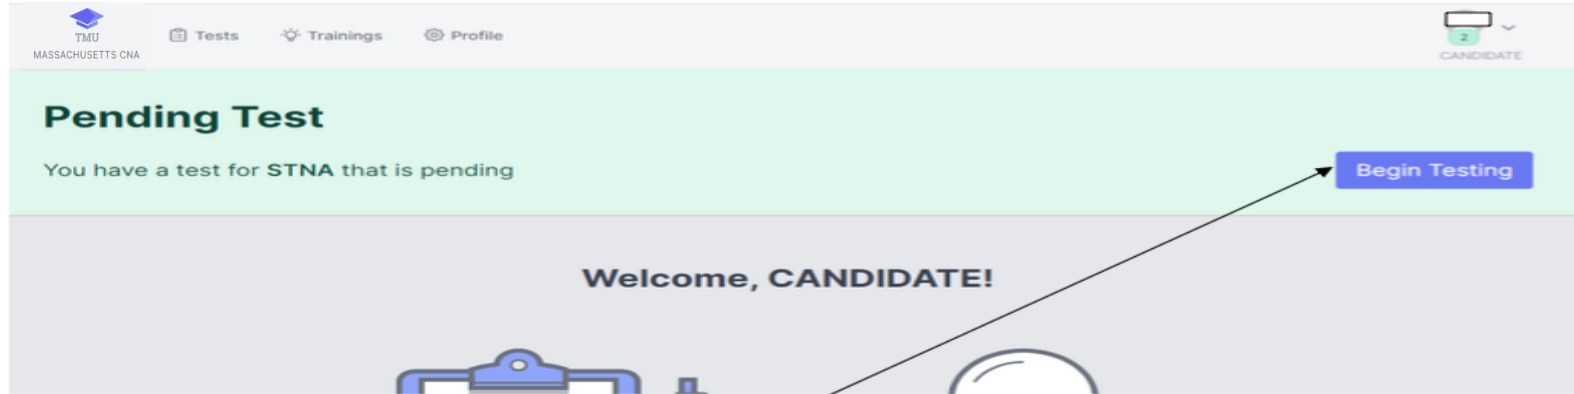 TMU
MASSACHUSETTS CNA
Tests
Trainings
Profile
2
CANDIDATE
Pending Test
You have a test for STNA that is pending
Begin Testing
Welcome, CANDIDATE!